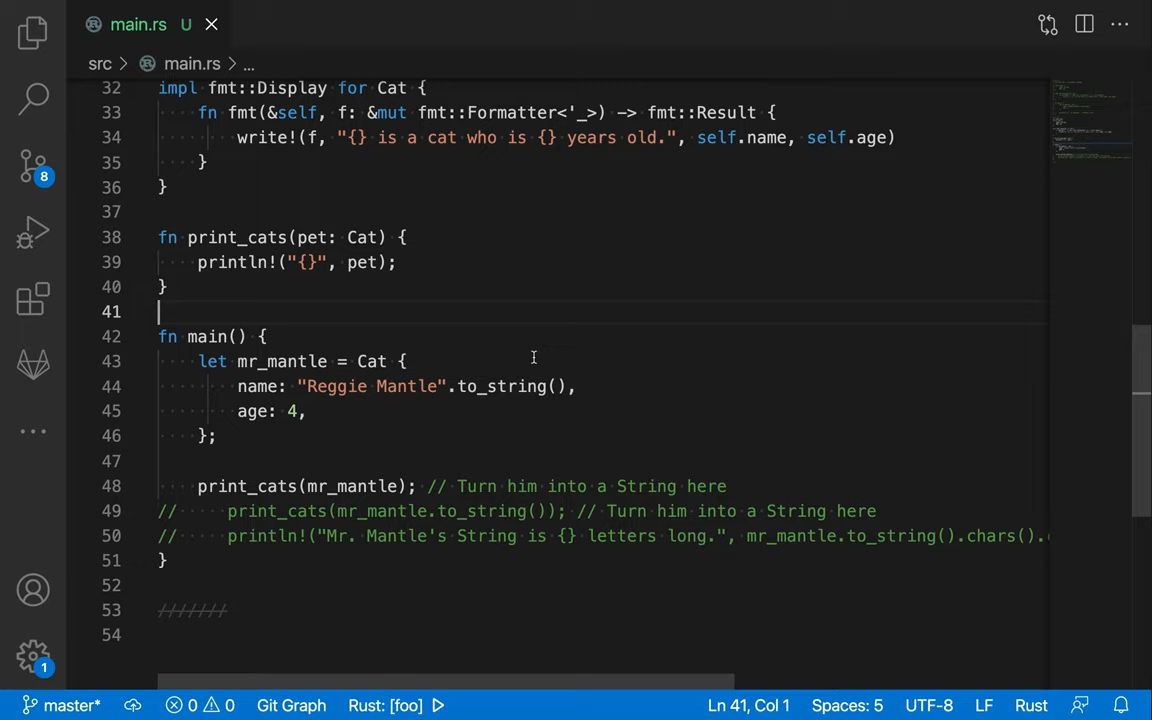 main.rs U
src > main.rs > ...
32 impl fmt::Display for Cat {
33 fn fmt(&self, f: &mut fmt::Formatter<'_>) -> fmt::Result {
34 write!(f, "{} is a cat who is {} years old.", self.name, self.age)
35 }
36 }
37
38 fn print_cats(pet: Cat) {
39 println!("{}", pet);
40 }
41
42 fn main() {
43 let mr_mantle = Cat {
44 name: "Reggie Mantle".to_string(),
45 age: 4,
46 };
47
48 print_cats(mr_mantle); // Turn him into a String here
49 // print_cats(mr_mantle.to_string()); // Turn him into a String here
50 // println!("Mr. Mantle's String is {} letters long.", mr_mantle.to_string().chars().
51 }
52
53 ///////
54
8
1
master* 0 0 Git Graph Rust: [foo] Ln 41, Col 1 Spaces: 5 UTF-8 LF Rust